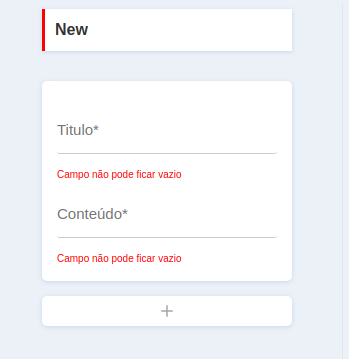 New
Titulo*
Campo não pode ficar vazio
Conteúdo*
Campo não pode ficar vazio
+